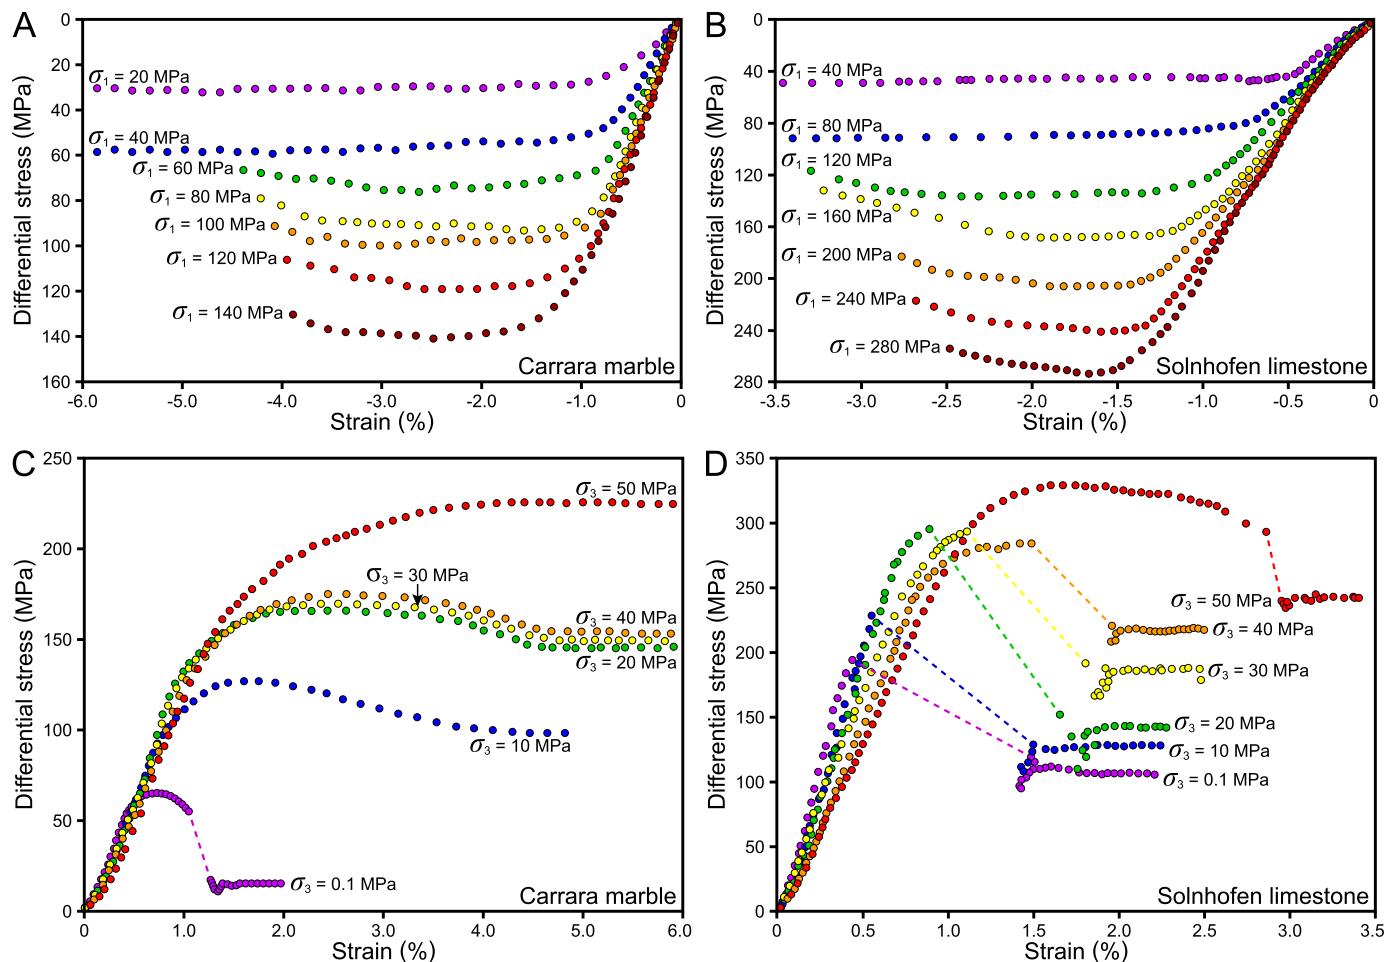 A
Differential stress (MPa)
0
20
40
60
80
100
120
140
160
σ1 = 20 MPa
σ1 = 40 MPa
σ1 = 60 MPa
σ1 = 80 MPa
σ1 = 100 MPa
σ1 = 120 MPa
σ1 = 140 MPa
Carrara marble
-6.0 -5.0 -4.0 -3.0 -2.0 -1.0 0
Strain (%)
B
Differential stress (MPa)
0
40
80
120
160
200
240
280
σ1 = 40 MPa
σ1 = 80 MPa
σ1 = 120 MPa
σ1 = 160 MPa
σ1 = 200 MPa
σ1 = 240 MPa
σ1 = 280 MPa
Solnhofen limestone
-3.5 -3.0 -2.5 -2.0 -1.5 -1.0 -0.5 0
Strain (%)
C
Differential stress (MPa)
250
200
150
100
50
0
σ3 = 50 MPa
σ3 = 30 MPa
σ3 = 40 MPa
σ3 = 20 MPa
σ3 = 10 MPa
σ3 = 0.1 MPa
Carrara marble
0 1.0 2.0 3.0 4.0 5.0 6.0
Strain (%)
D
Differential stress (MPa)
350
300
250
200
150
100
50
0
σ3 = 50 MPa
σ3 = 40 MPa
σ3 = 30 MPa
σ3 = 20 MPa
σ3 = 10 MPa
σ3 = 0.1 MPa
Solnhofen limestone
0 0.5 1.0 1.5 2.0 2.5 3.0 3.5
Strain (%)